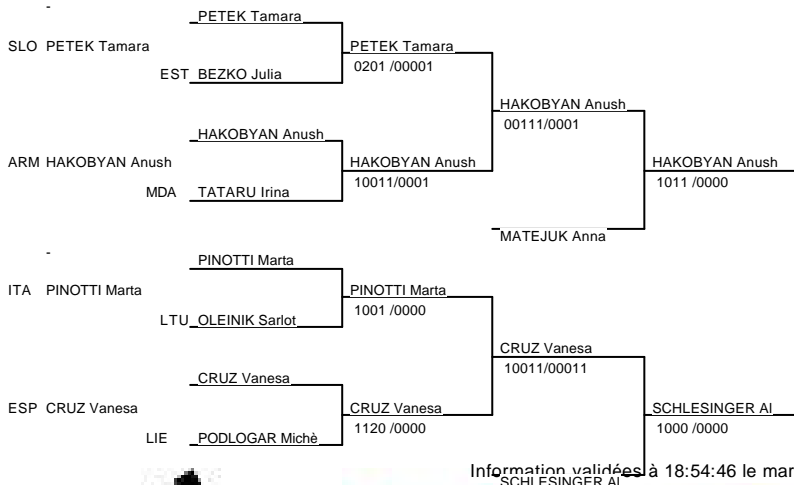 -
PETEK Tamara
SLO PETEK Tamara
PETEK Tamara
0201 /00001
EST BEZKO Julia
HAKOBYAN Anush
00111/0001
HAKOBYAN Anush
ARM HAKOBYAN Anush
HAKOBYAN Anush
10011/0001
HAKOBYAN Anush
1011 /0000
MDA TATARU Irina
MATEJUK Anna
-
PINOTTI Marta
ITA PINOTTI Marta
PINOTTI Marta
1001 /0000
LTU OLEINIK Sarlot
CRUZ Vanesa
10011/00011
CRUZ Vanesa
ESP CRUZ Vanesa
CRUZ Vanesa
1120 /0000
SCHLESINGER Al
1000 /0000
LIE PODLOGAR Michè
Information validées à 18:54:46 le mar
SCHLESINGER AL